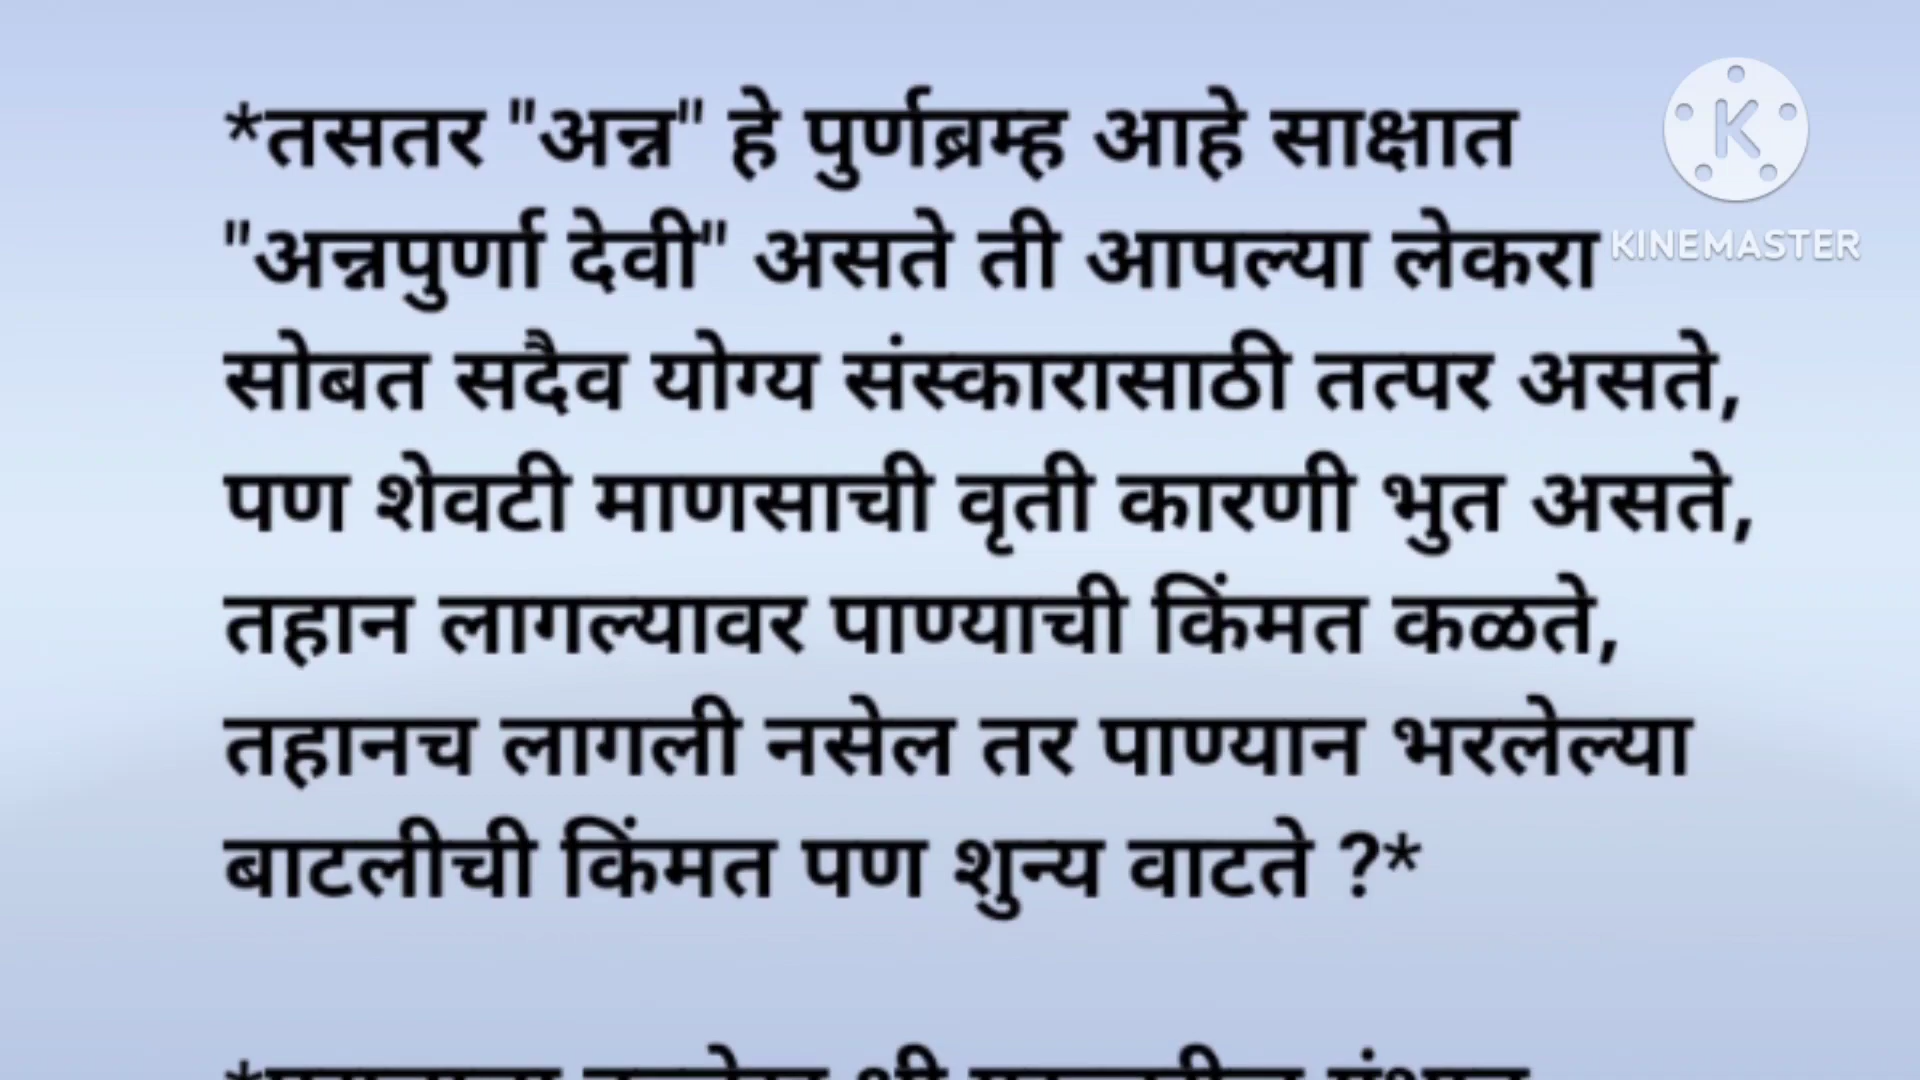 *तसतर "अन्न" हे पुर्णब्रम्ह आहे साक्षात
"अन्नपुर्णा देवी" असते ती आपल्या लेकरा
सोबत सदैव योग्य संस्कारासाठी तत्पर असते,
पण शेवटी माणसाची वृती कारणी भुत असते,
तहान लागल्यावर पाण्याची किंमत कळते,
तहानच लागली नसेल तर पाण्यान भरलेल्या
बाटलीची किंमत पण शुन्य वाटते ?*
K
KINEMASTER